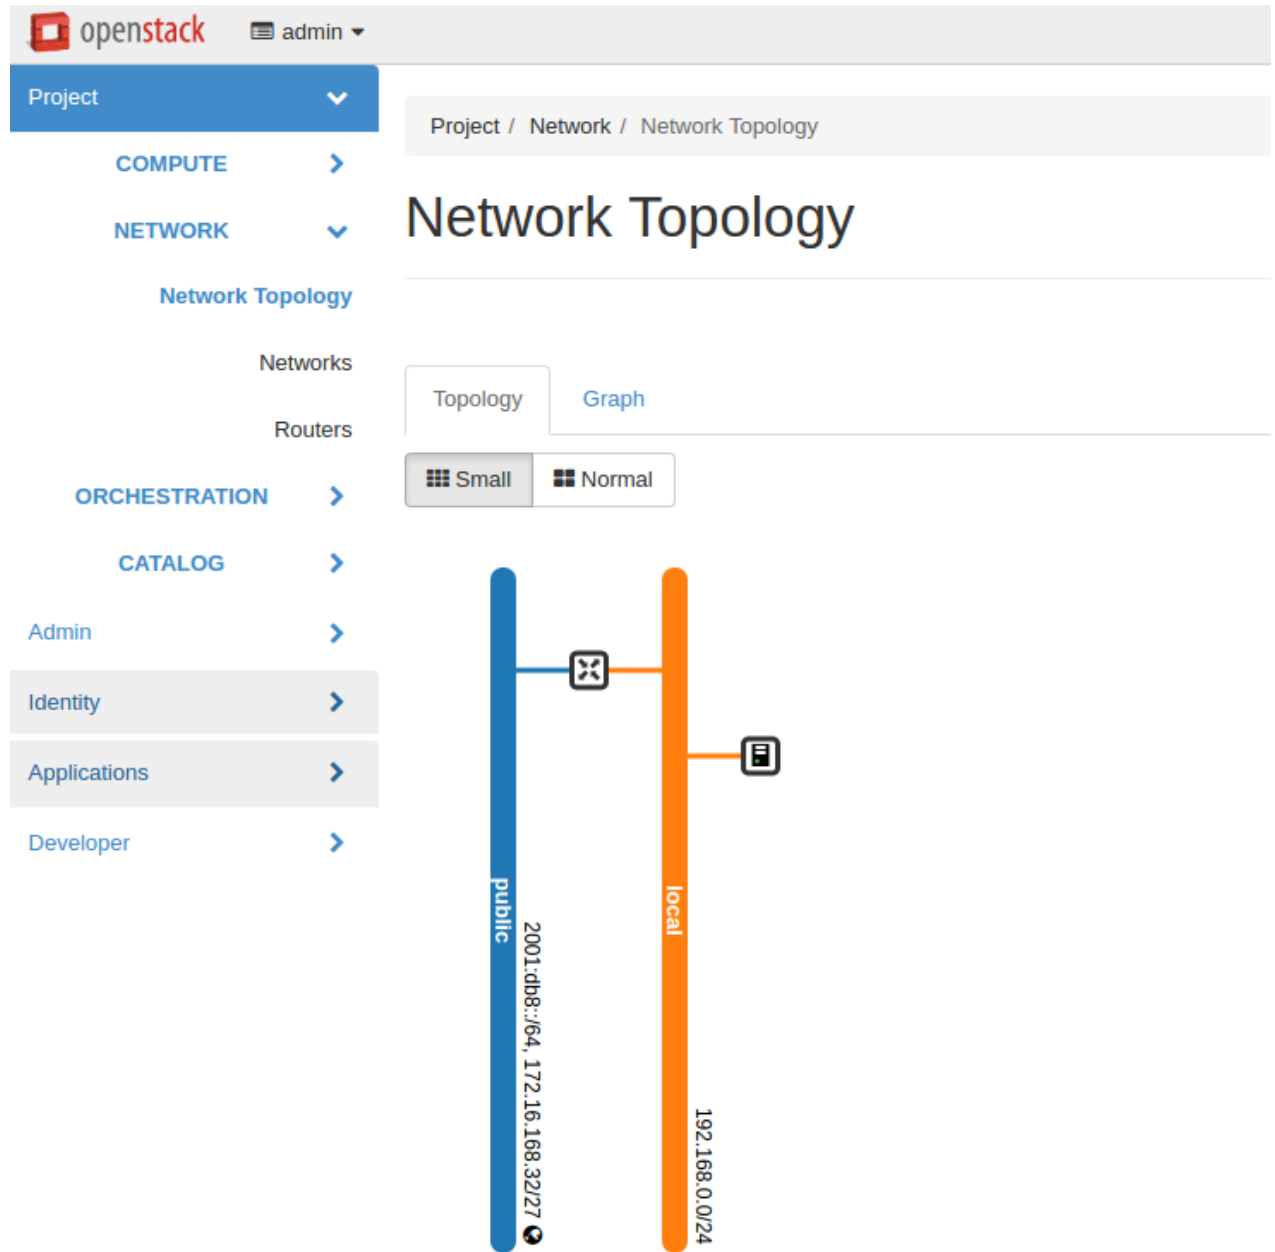 openstack admin
Project
Project / Network / Network Topology
COMPUTE
Network Topology
NETWORK
Network Topology
Networks
Topology Graph
Routers
Small Normal
ORCHESTRATION
CATALOG
Admin
Identity
Applications
Developer
public
2001:db8::/64, 172.16.168.32/27
local
192.168.0.0/24